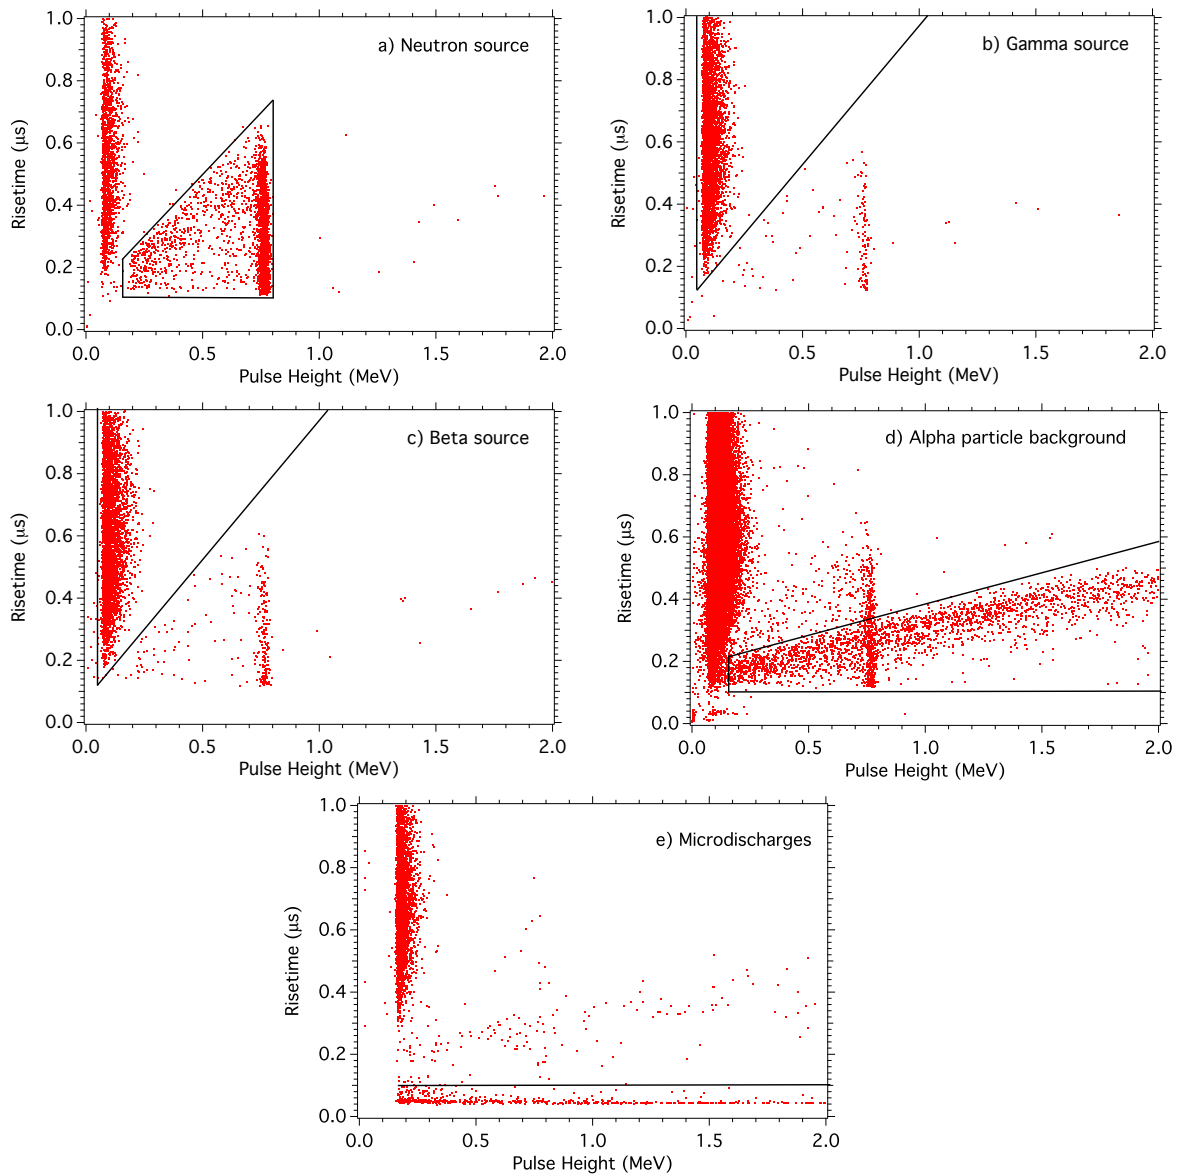 1.0
0.8
0.6
0.4
0.2
0.0
Risetime (μs)
a) Neutron source
0.0 0.5 1.0 1.5 2.0
Pulse Height (MeV)
1.0
0.8
0.6
0.4
0.2
0.0
Risetime (μs)
b) Gamma source
0.0 0.5 1.0 1.5 2.0
Pulse Height (MeV)
1.0
0.8
0.6
0.4
0.2
0.0
Risetime (μs)
c) Beta source
0.0 0.5 1.0 1.5 2.0
Pulse Height (MeV)
1.0
0.8
0.6
0.4
0.2
0.0
Risetime (μs)
d) Alpha particle background
0.0 0.5 1.0 1.5 2.0
Pulse Height (MeV)
1.0
0.8
0.6
0.4
0.2
0.0
Risetime (μs)
e) Microdischarges
0.0 0.5 1.0 1.5 2.0
Pulse Height (MeV)